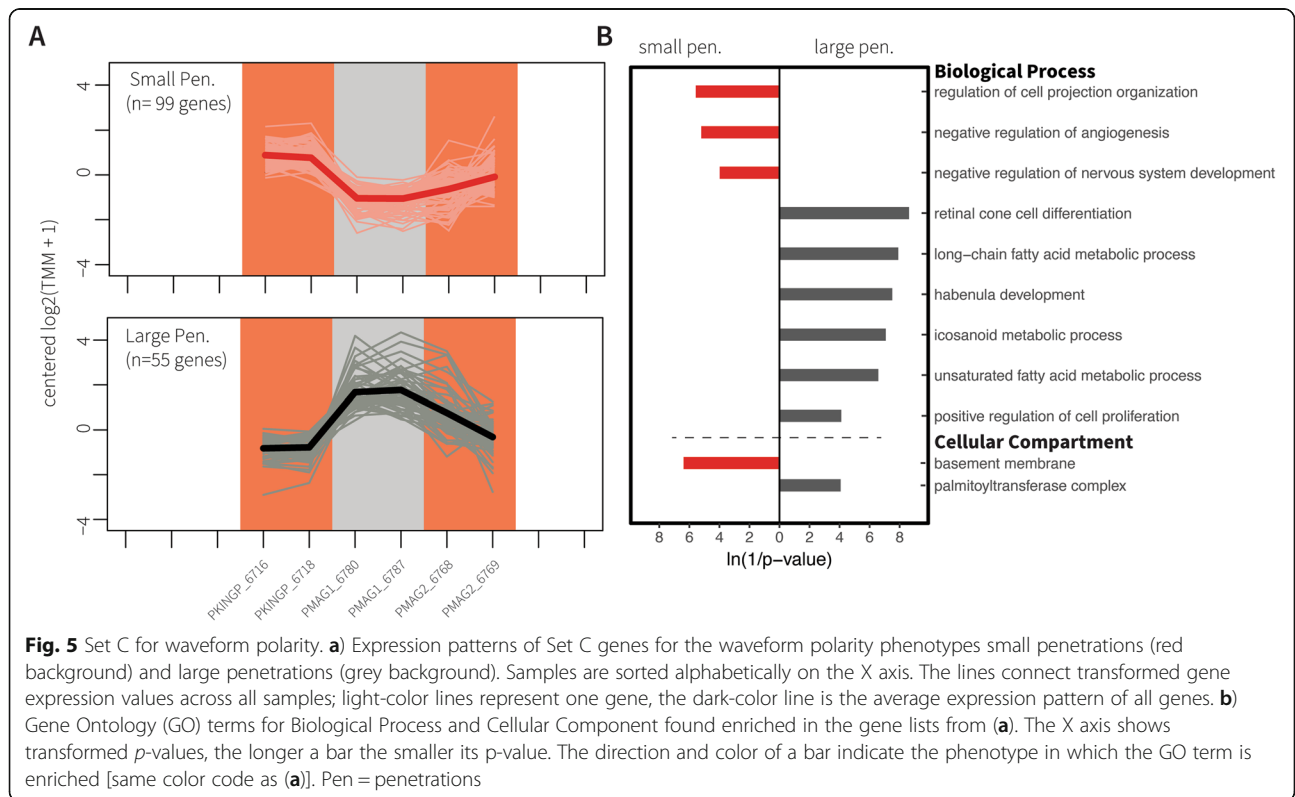 A
Small Pen.
(n= 99 genes)
4
0
−4
Large Pen.
(n=55 genes)
4
0
−4
centered log2(TMM + 1)
PKINGP_6716
PKINGP_6718
PMAG1_6780
PMAG1_6787
PMAG2_6768
PMAG2_6769
B
small pen.
large pen.
Biological Process
regulation of cell projection organization
negative regulation of angiogenesis
negative regulation of nervous system development
retinal cone cell differentiation
long−chain fatty acid metabolic process
habenula development
icosanoid metabolic process
unsaturated fatty acid metabolic process
positive regulation of cell proliferation
Cellular Compartment
basement membrane
palmitoyltransferase complex
8 6 4 2 0 2 4 6 8
ln(1/p−value)
Fig. 5 Set C for waveform polarity. a) Expression patterns of Set C genes for the waveform polarity phenotypes small penetrations (red
background) and large penetrations (grey background). Samples are sorted alphabetically on the X axis. The lines connect transformed gene
expression values across all samples; light-color lines represent one gene, the dark-color line is the average expression pattern of all genes. b)
Gene Ontology (GO) terms for Biological Process and Cellular Component found enriched in the gene lists from (a). The X axis shows
transformed p-values, the longer a bar the smaller its p-value. The direction and color of a bar indicate the phenotype in which the GO term is
enriched [same color code as (a)]. Pen = penetrations